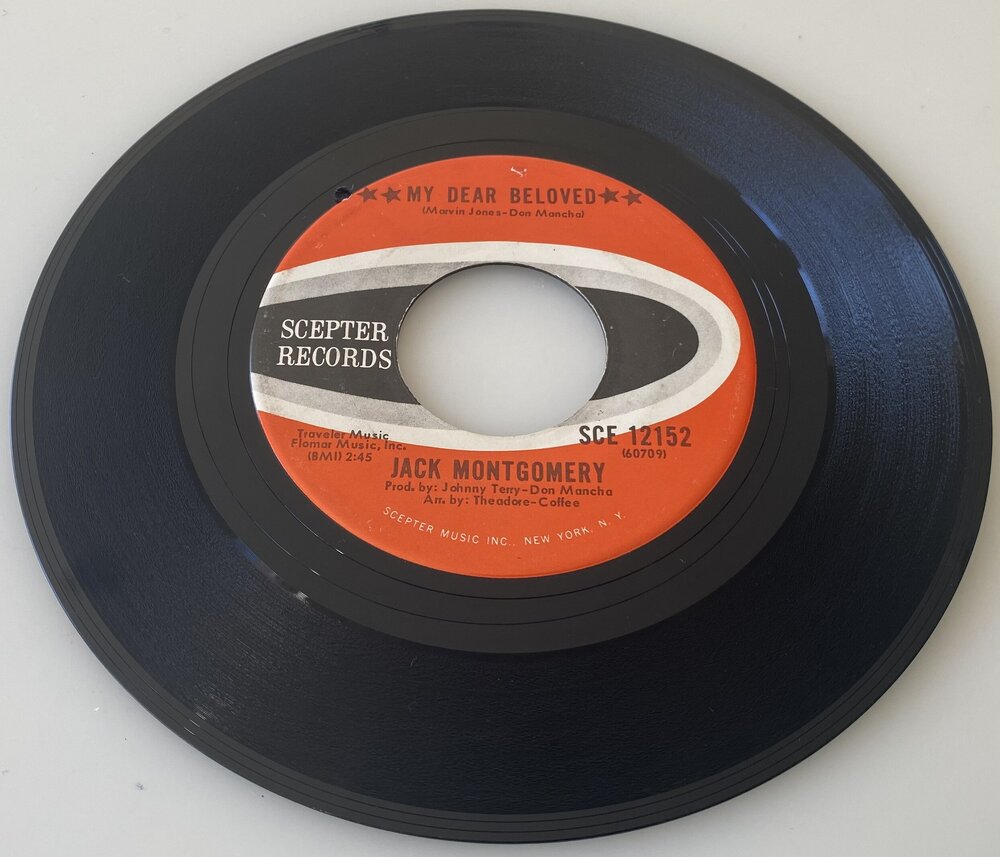 ★★MY DEAR BELOVED★★
(Marvin Jones-Don Mancha)
SCEPTER
RECORDS
Traveler Music
Flomar Music, Inc.
(BMI) 2:45
SCE 12152
(60709)
JACK MONTGOMERY
Prod. by: Johnny Terry-Don Mancha
Arr. by: Theadore-Coffee
SCEPTER MUSIC INC., NEW YORK, N. Y.